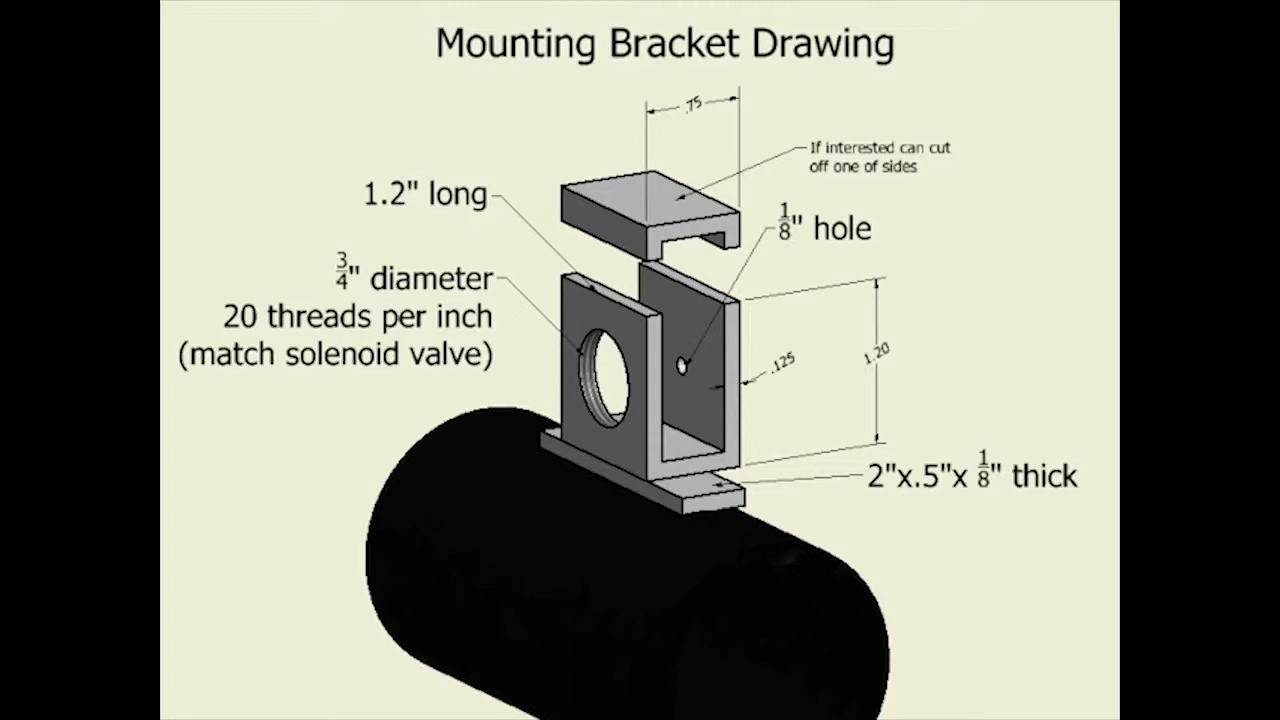 Mounting Bracket Drawing
.75
If interested can cut
off one of sides
1.2" long
1/8" hole
3/4" diameter
20 threads per inch
(match solenoid valve)
.125
1.20
2"x.5"x 1/8" thick